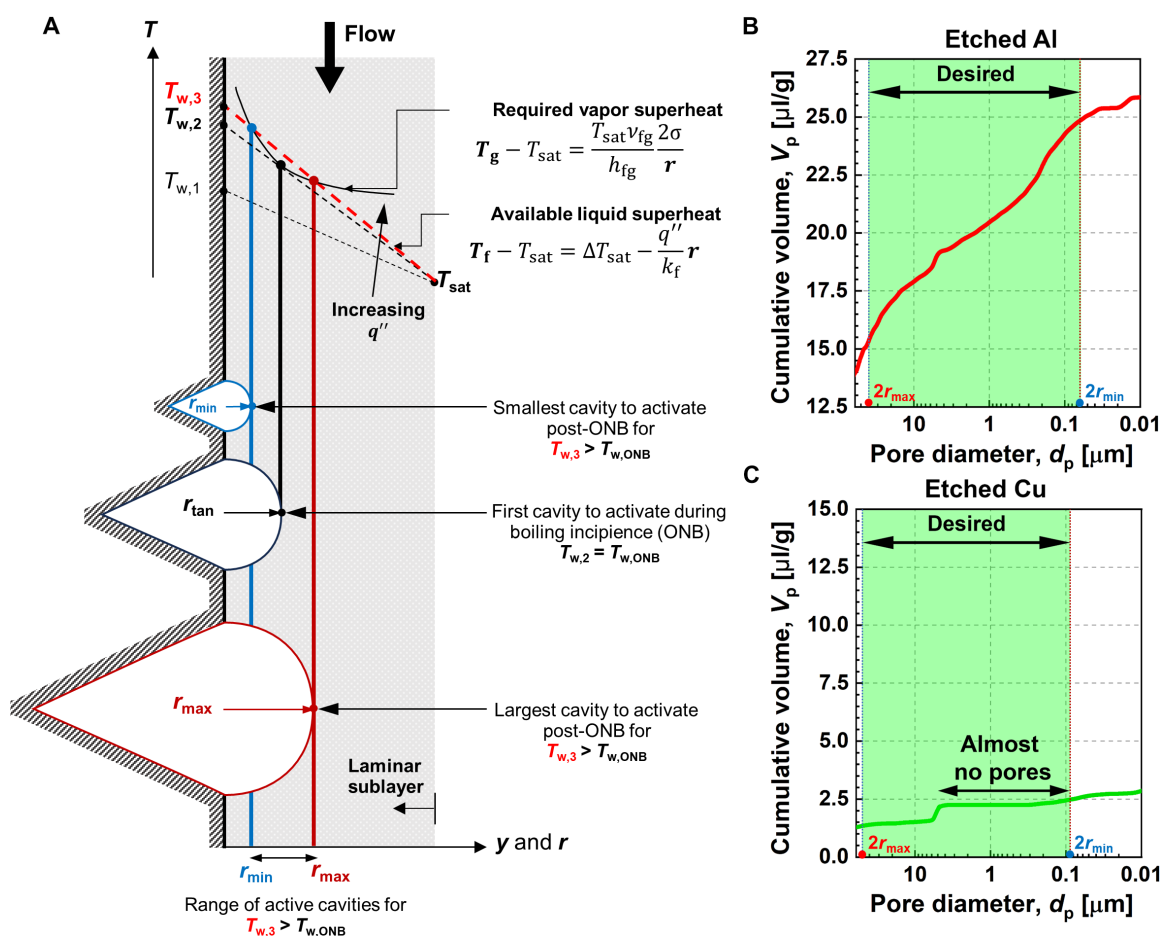 A
T
Flow
T_w,3
T_w,2
T_w,1
Required vapor superheat
T_g − T_sat = (T_sat ν_fg / h_fg) (2σ / r)
Available liquid superheat
T_f − T_sat = ΔT_sat − (q'' / k_f) r
T_sat
Increasing
q''
r_min
Smallest cavity to activate
post-ONB for
T_w,3 > T_w,ONB
r_tan
First cavity to activate during
boiling incipience (ONB)
T_w,2 = T_w,ONB
r_max
Largest cavity to activate
post-ONB for
T_w,3 > T_w,ONB
Laminar
sublayer
y and r
r_min
r_max
Range of active cavities for
T_w,3 > T_w,ONB
B
Etched Al
Cumulative volume, V_p [μl/g]
27.5
25.0
22.5
20.0
17.5
15.0
12.5
Desired
2r_max
2r_min
10
1
0.1
0.01
Pore diameter, d_p [μm]
C
Etched Cu
Cumulative volume, V_p [μl/g]
15.0
12.5
10.0
7.5
5.0
2.5
0.0
Desired
Almost
no pores
2r_max
2r_min
10
1
0.1
0.01
Pore diameter, d_p [μm]